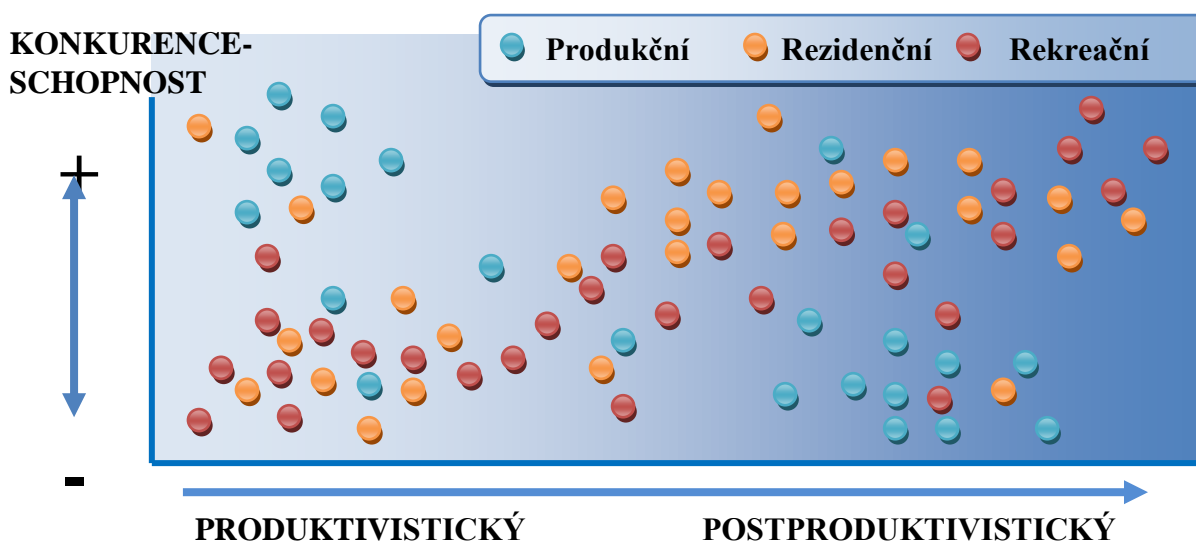 KONKURENCE-
SCHOPNOST
Produkční Rezidenční Rekreační
+
-
PRODUKTIVISTICKÝ POSTPRODUKTIVISTICKÝ